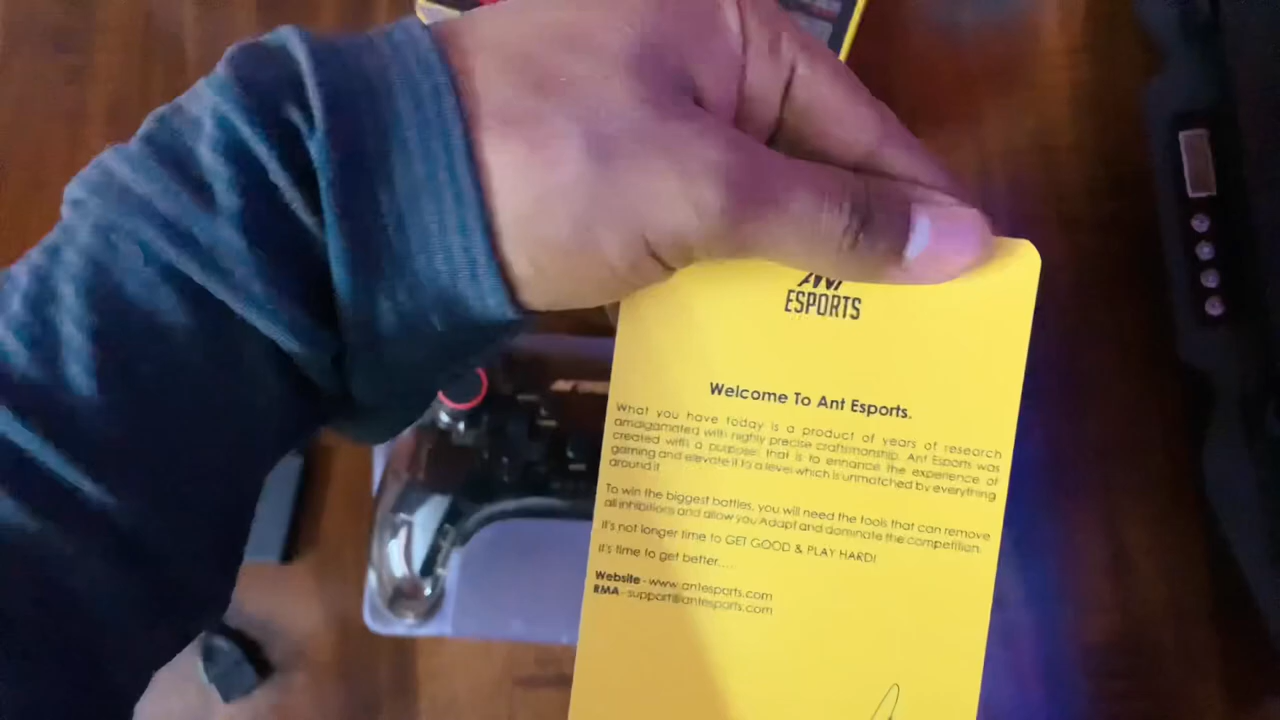 ANT
ESPORTS
Welcome To Ant Esports.
What you have today is a product of years of research
amalgamated with highly precise craftsmanship. Ant Esports was
created with a purpose, that is to enhance the experience of
gaming and elevate it to a level which is unmatched by everything
around it.
To win the biggest battles, you will need the tools that can remove
all inhibitions and allow you Adapt and dominate the competition.
It's not longer time to GET GOOD & PLAY HARD!
It's time to get better....
Website - www.antesports.com
RMA - support@antesports.com